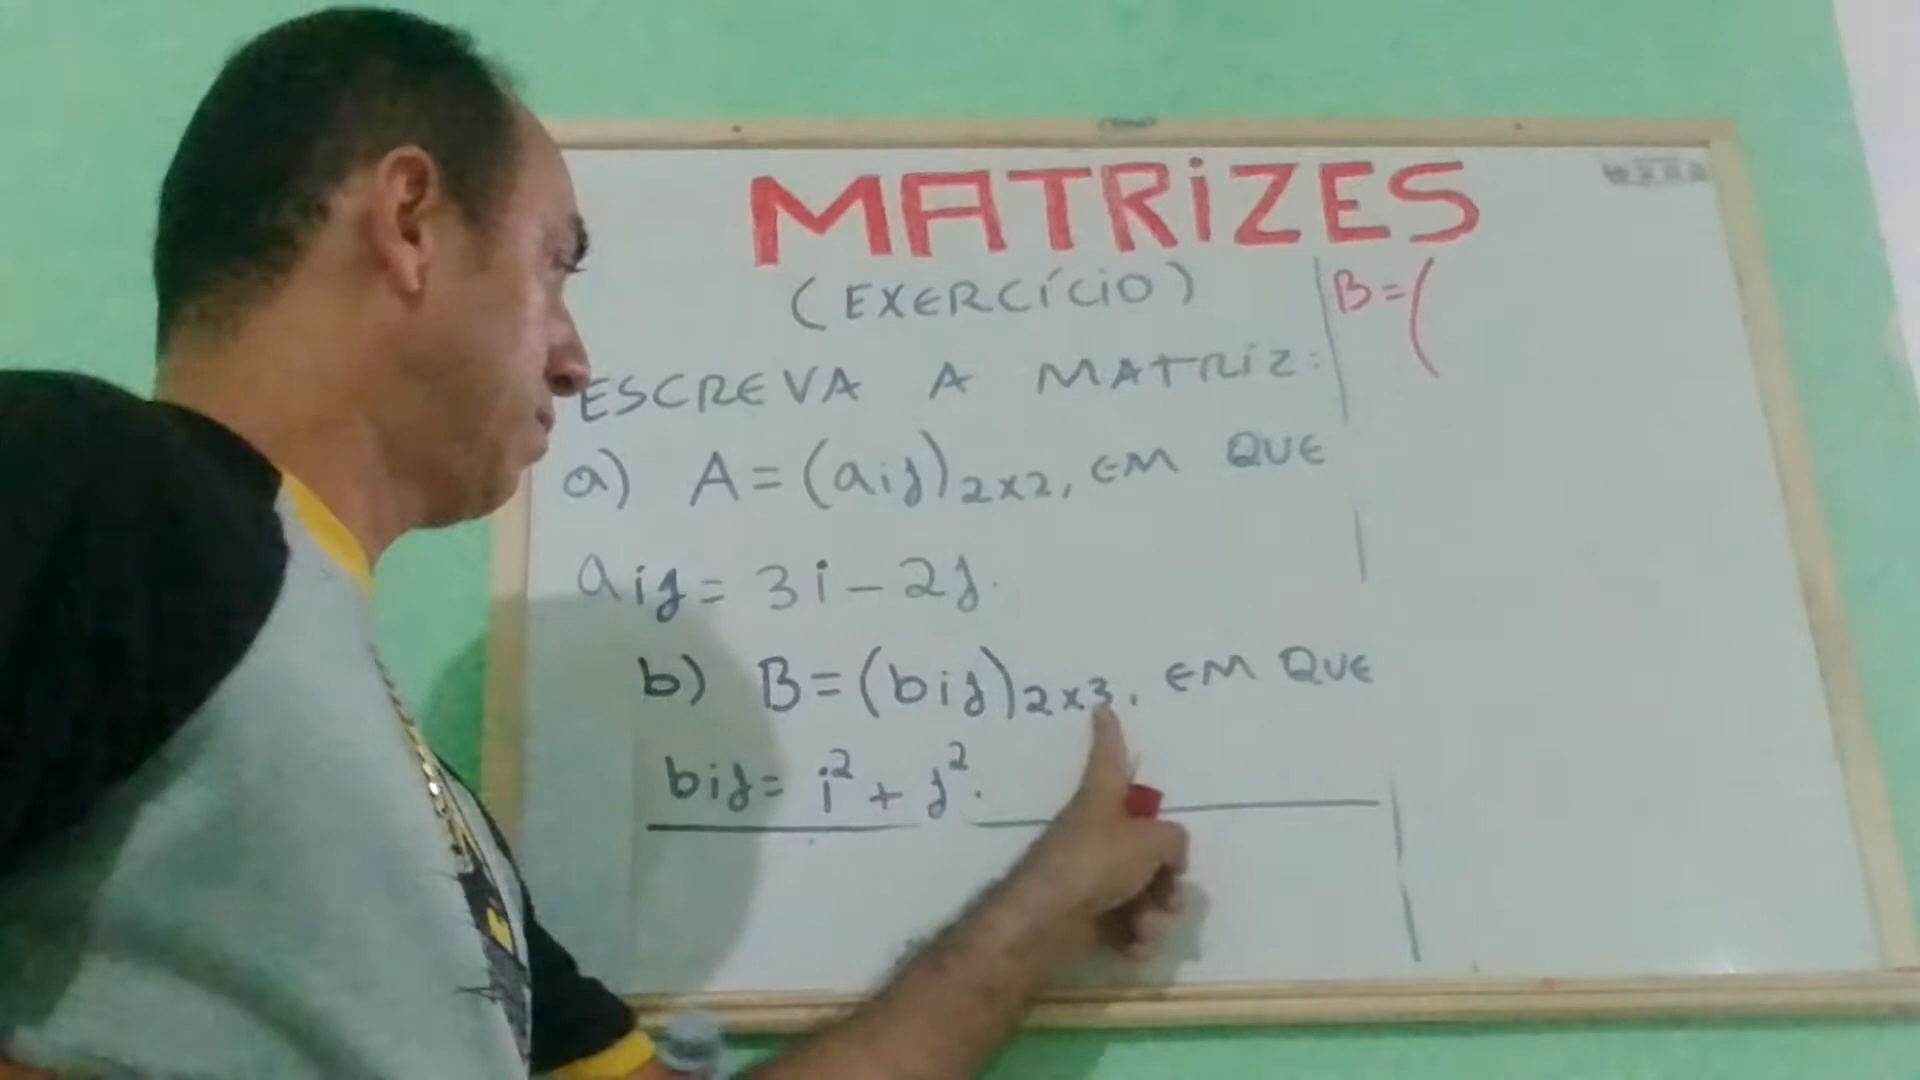 MATRIZES
(EXERCÍCIO)
ESCREVA A MATRIZ:
a) A = (aij)2x2, EM QUE
aij = 3i - 2j.
b) B = (bij)2x3, EM QUE
bij = i² + j².
B = (